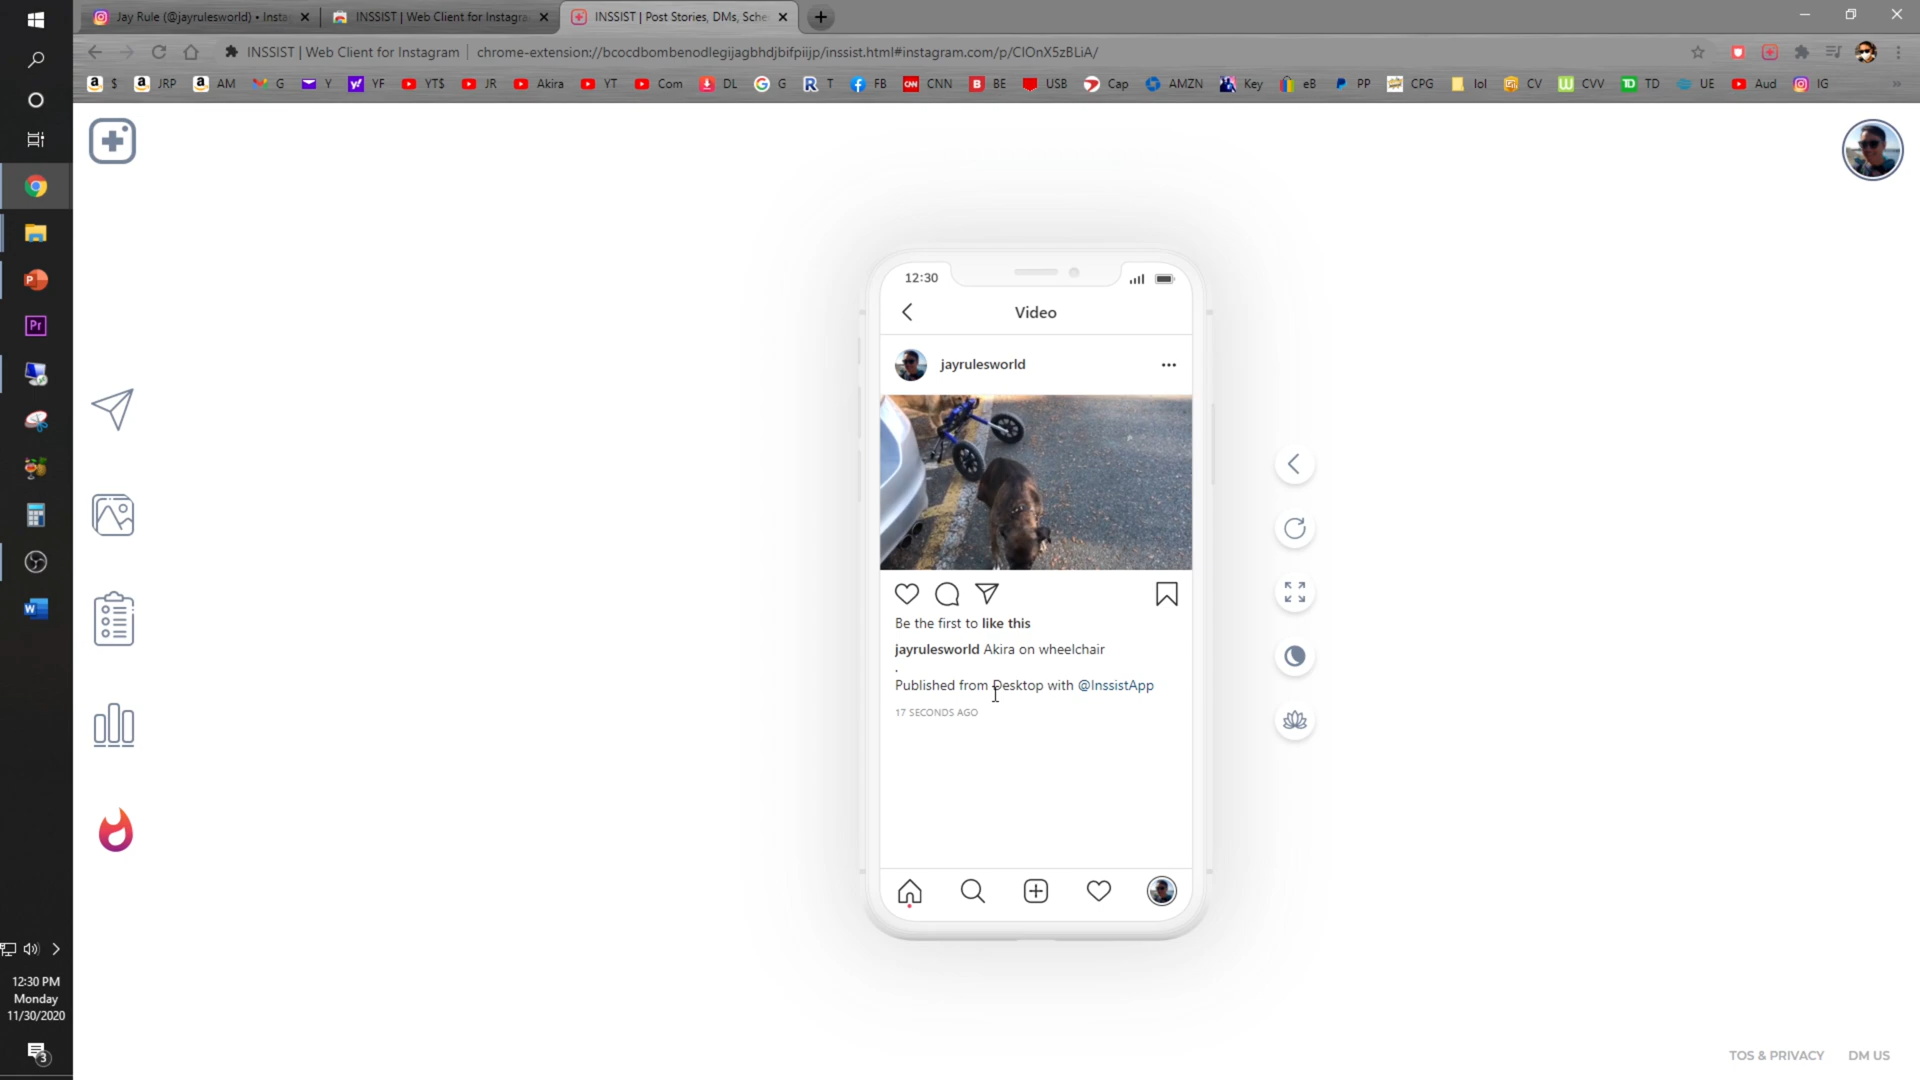 Jay Rule (@jayrulesworld) • Insta
INSSIST | Web Client for Instagra
INSSIST | Post Stories, DMs, Sche
INSSIST | Web Client for Instagram
chrome-extension://bcocdbombenodlegijagbhdjbifpiijp/inssist.html#instagram.com/p/CIOnX5zBLiA/
$ JRP AM G Y YF YT$ JR Akira YT Com DL G T FB CNN BE USB Cap AMZN Key eB PP CPG lol CV CVV TD UE Aud IG »
12:30
Video
jayrulesworld
Be the first to like this
jayrulesworld Akira on wheelchair
.
Published from Desktop with @InssistApp
17 SECONDS AGO
12:30 PM
Monday
11/30/2020
3
TOS & PRIVACY DM US